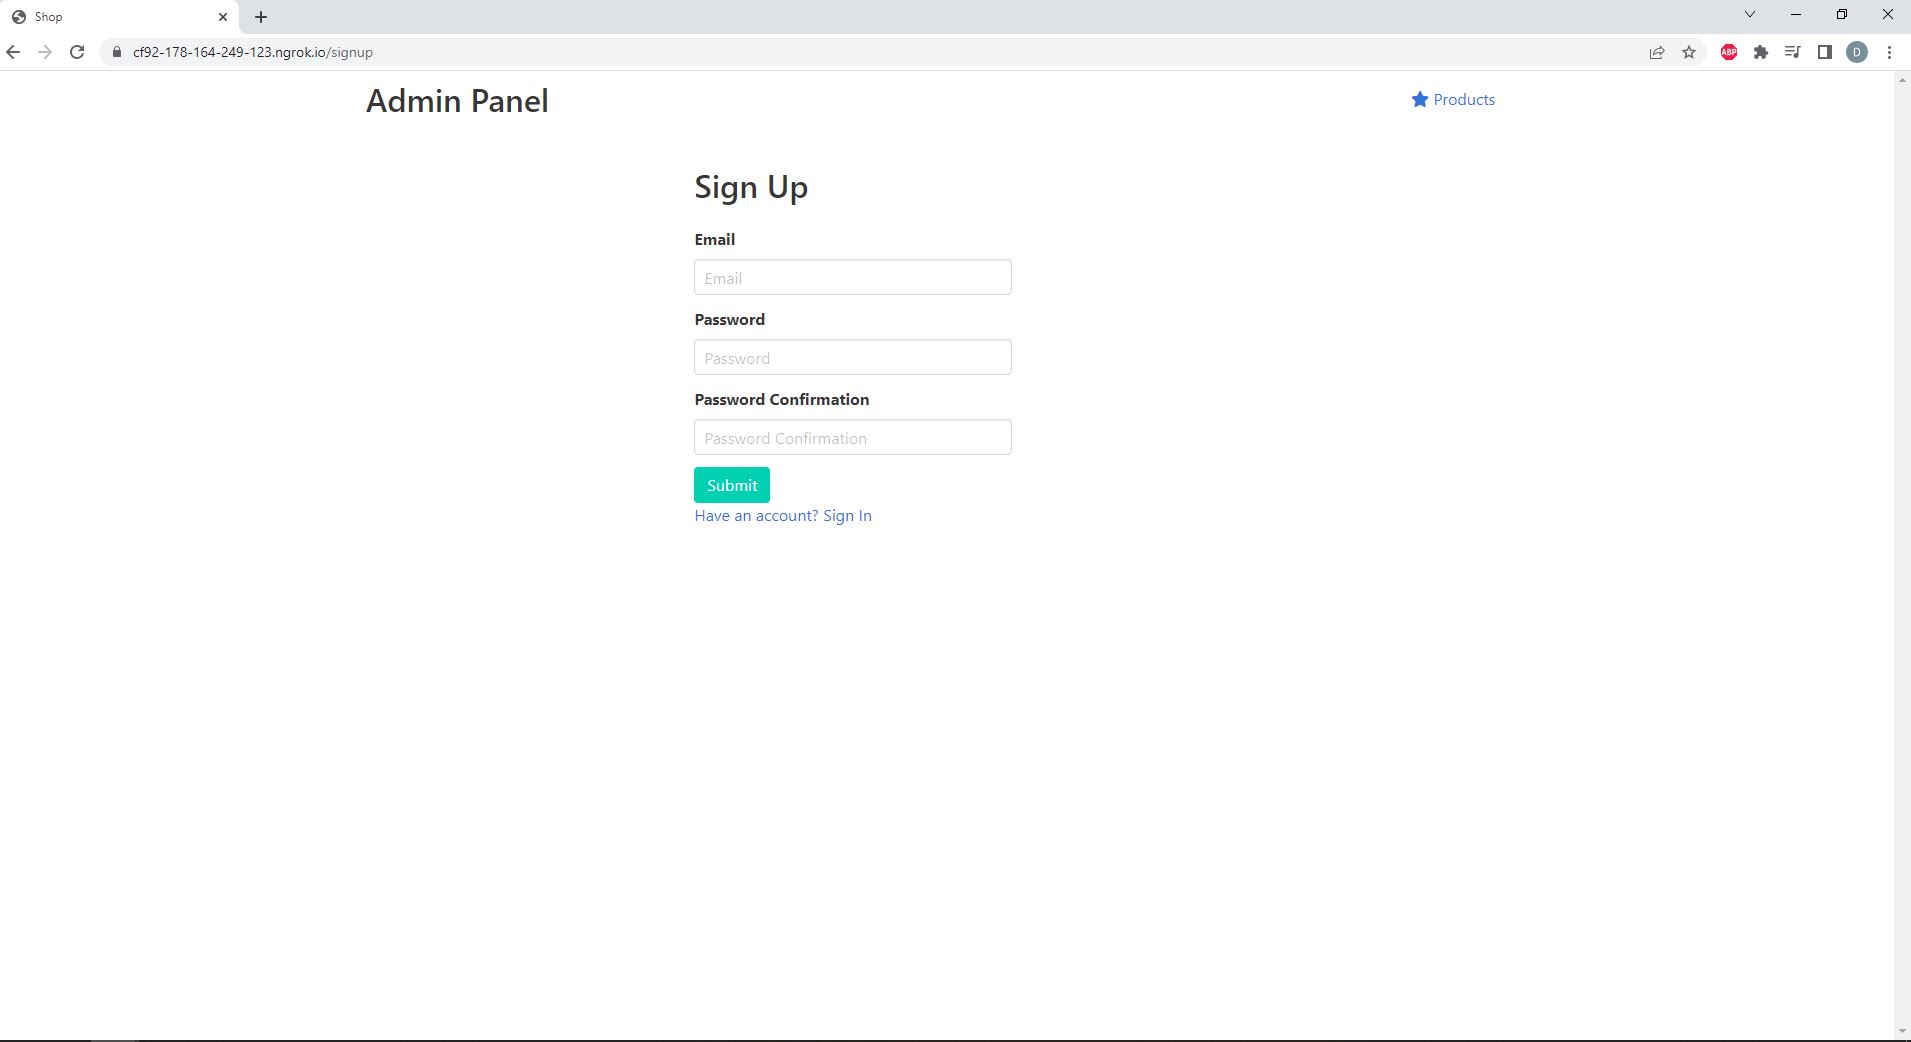 Shop
cf92-178-164-249-123.ngrok.io/signup
ABP
D
Admin Panel
Products
Sign Up
Email
Email
Password
Password
Password Confirmation
Password Confirmation
Submit
Have an account? Sign In